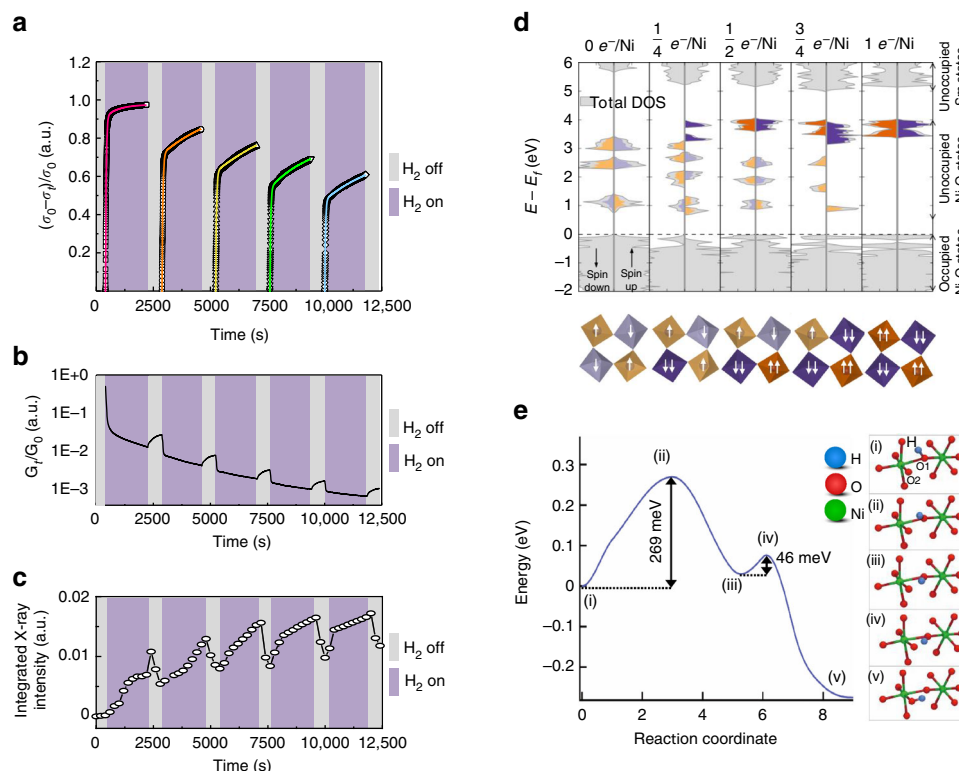 a
1.2
1.0
0.8
0.6
0.4
0.2
(σ0–σt)/σ0 (a.u.)
0 2500 5000 7500 10,000 12,500
Time (s)
H2 off
H2 on
b
1E+0
1E–1
1E–2
1E–3
Gt/G0 (a.u.)
0 2500 5000 7500 10,000 12,500
Time (s)
H2 off
H2 on
c
0.02
0.01
0
Integrated X-ray
intensity (a.u.)
0 2500 5000 7500 10,000 12,500
Time (s)
H2 off
H2 on
d
0 e–/Ni 1/4 e–/Ni 1/2 e–/Ni 3/4 e–/Ni 1 e–/Ni
6
5
4
3
2
1
0
−1
−2
E – Ef (eV)
Total DOS
Spin down
Spin up
Unoccupied
Sm states
Unoccupied
Ni-O states
Occupied
Ni-O states
e
0.3
0.2
0.1
0
−0.1
−0.2
Energy (eV)
(i)
(ii)
(iii)
(iv)
(v)
269 meV
46 meV
0 2 4 6 8
Reaction coordinate
H
O
Ni
(i)
H
O1
O2
(ii)
(iii)
(iv)
(v)